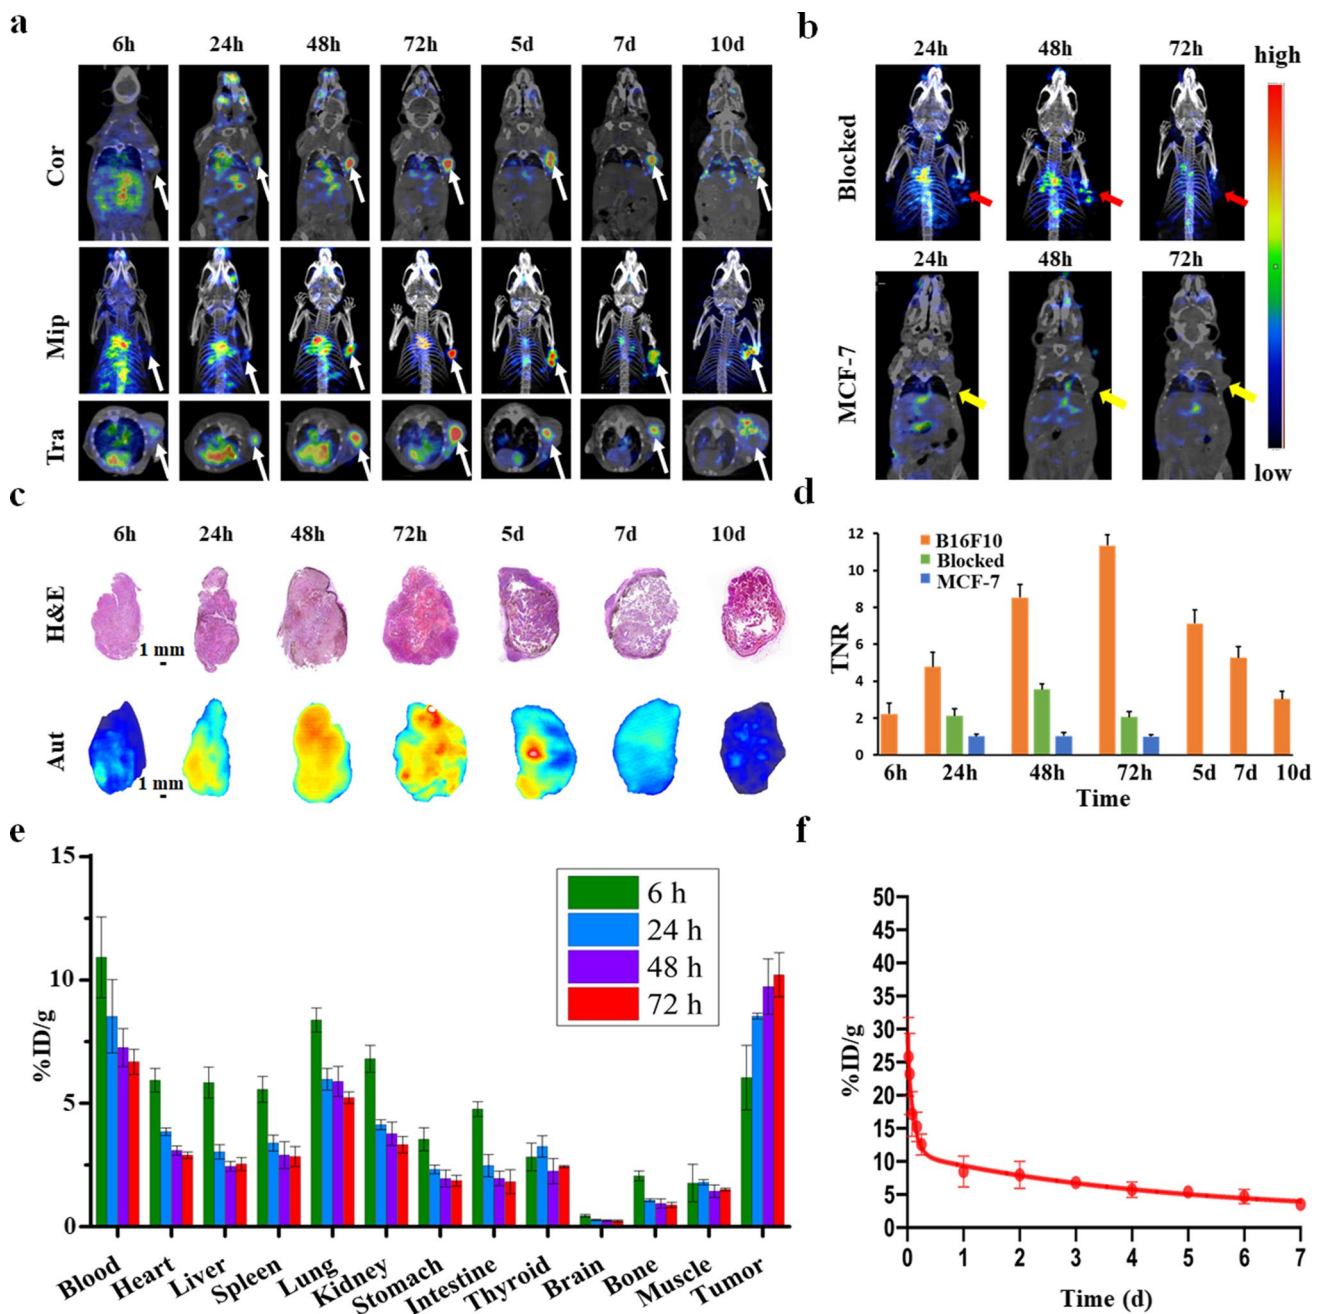 a
6h 24h 48h 72h 5d 7d 10d
Cor
Mip
Tra
b
24h 48h 72h
Blocked
24h 48h 72h
MCF-7
high
low
c
6h 24h 48h 72h 5d 7d 10d
H&E
1 mm
Aut
1 mm
d
12
10
8
6
4
2
0
TNR
B16F10
Blocked
MCF-7
6h 24h 48h 72h 5d 7d 10d
Time
e
15
10
5
0
%ID/g
6 h
24 h
48 h
72 h
Blood Heart Liver Spleen Lung Kidney Stomach Intestine Thyroid Brain Bone Muscle Tumor
f
50
45
40
35
30
25
20
15
10
5
0
%ID/g
0 1 2 3 4 5 6 7
Time (d)